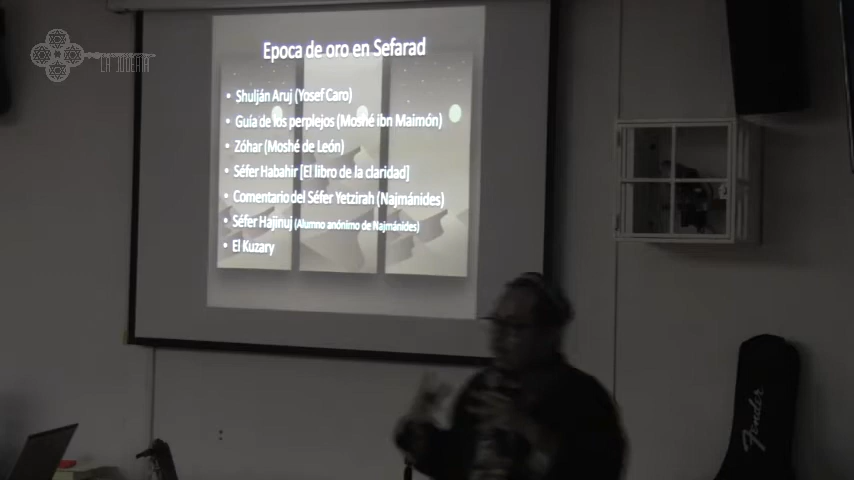 LA JOUERIA
Epoca de oro en Sefarad
• Shulján Aruj (Yosef Caro)
• Guía de los perplejos (Moshé ibn Maimón)
• Zóhar (Moshé de León)
• Séfer Habahir [El libro de la claridad]
• Comentario del Séfer Yetzirah (Najmánides)
• Séfer Hajinuj (Alumno anónimo de Najmánides)
• El Kuzary
Fender